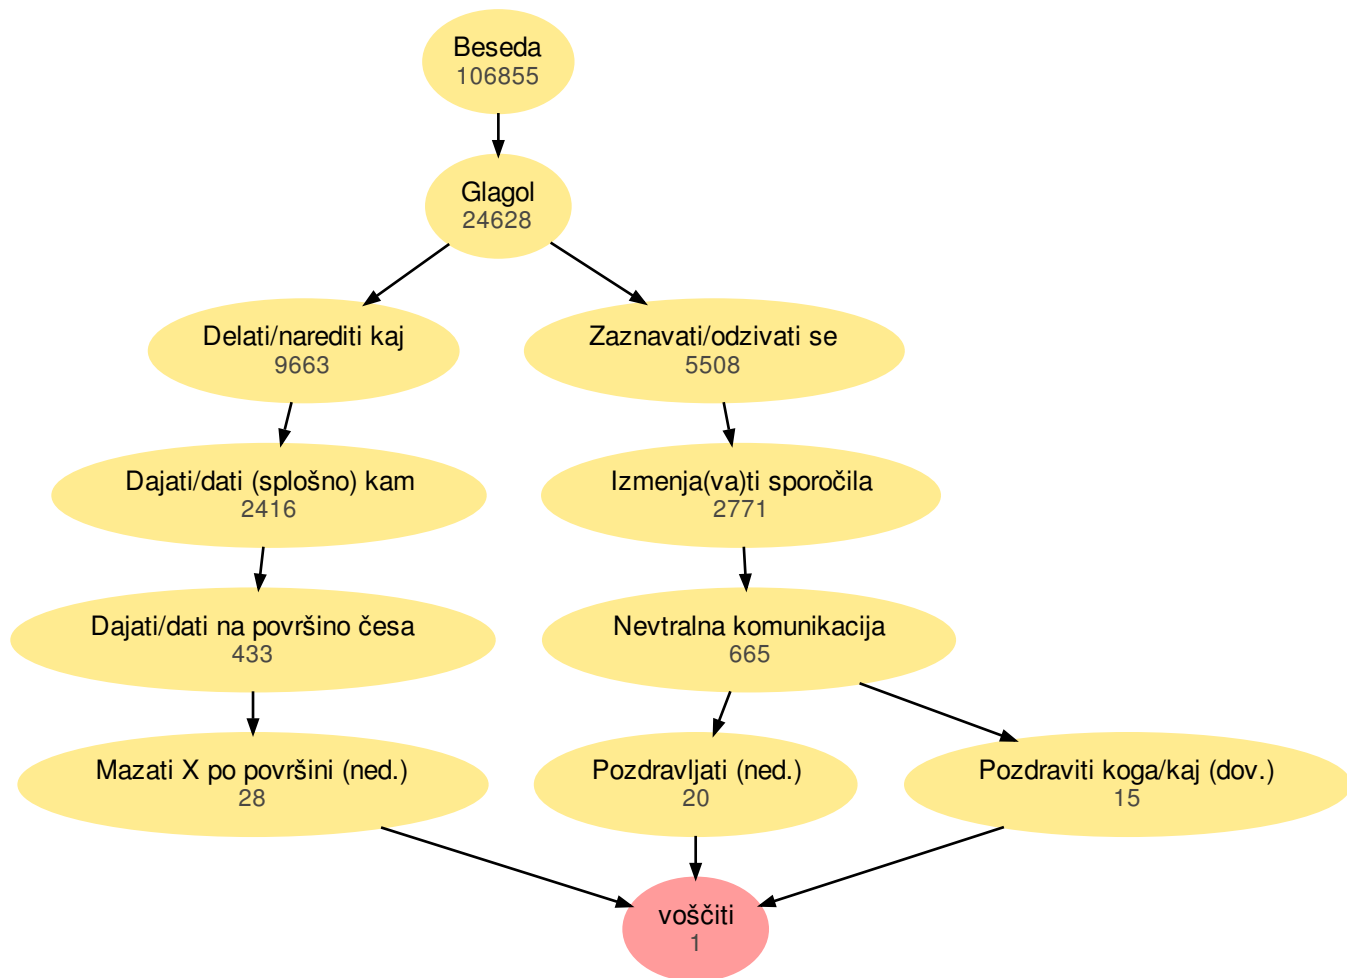 Beseda
106855
Glagol
24628
Delati/narediti kaj
9663
Zaznavati/odzivati se
5508
Dajati/dati (splošno) kam
2416
Izmenja(va)ti sporočila
2771
Dajati/dati na površino česa
433
Nevtralna komunikacija
665
Mazati X po površini (ned.)
28
Pozdravljati (ned.)
20
Pozdraviti koga/kaj (dov.)
15
voščiti
1